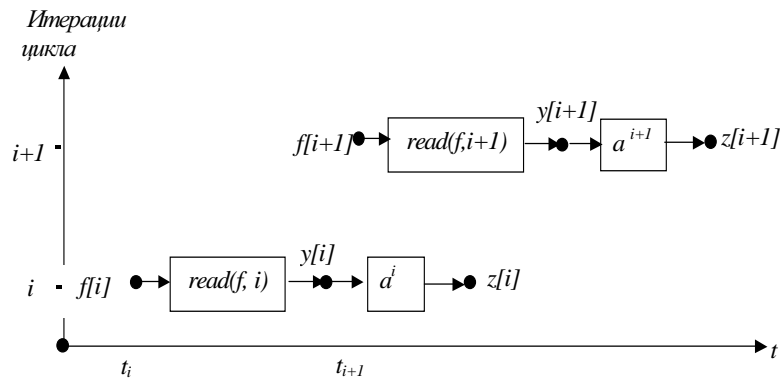 Итерации
цикла
i+1
f[i+1]
read(f,i+1)
y[i+1]
a^{i+1}
z[i+1]
i
f[i]
read(f, i)
y[i]
a^{i}
z[i]
t_{i}
t_{i+1}
t